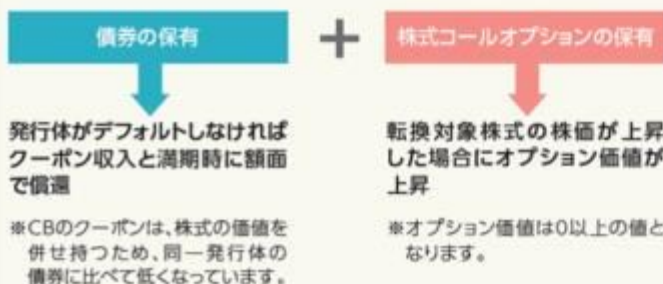 債券の保有
+
株式コールオプションの保有
発行体がデフォルトしなければ
クーポン収入と満期時に額面
で償還
※CBのクーポンは、株式の価値を
併せ持つため、同一発行体の
債券に比べて低くなっています。
転換対象株式の株価が上昇
した場合にオプション価値が
上昇
※オプション価値は0以上の値と
なります。